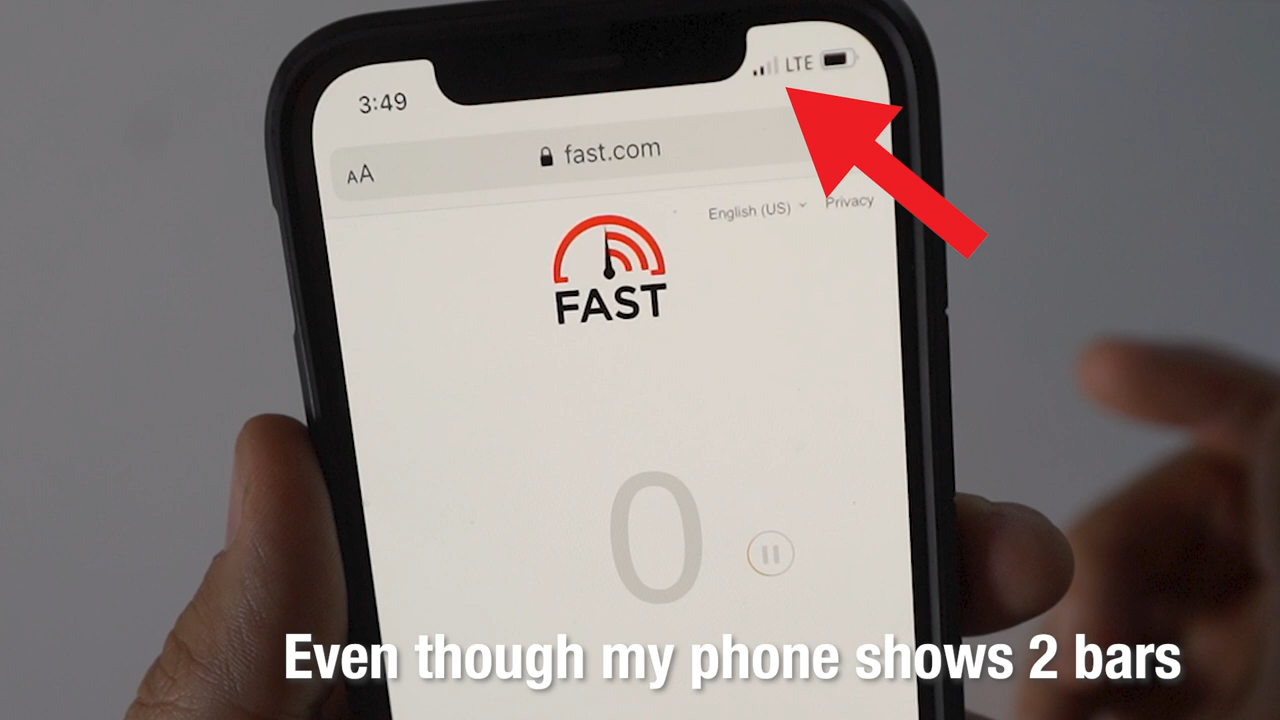 3:49
LTE
AA
fast.com
English (US)
Privacy
FAST
0
Even though my phone shows 2 bars